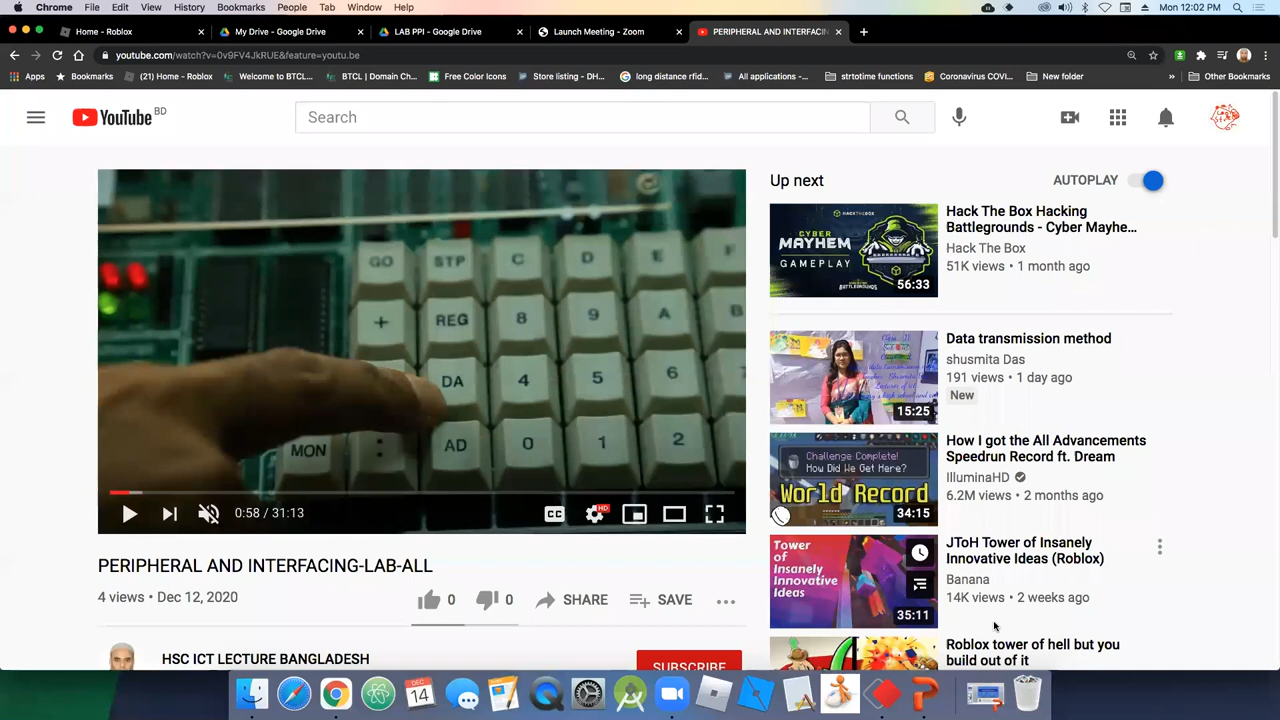 Chrome File Edit View History Bookmarks People Tab Window Help Mon 12:02 PM
Home - Roblox My Drive - Google Drive LAB PPI - Google Drive Launch Meeting - Zoom PERIPHERAL AND INTERFACIN
youtube.com/watch?v=0v9FV4JkRUE&feature=youtu.be
Apps Bookmarks (21) Home - Roblox Welcome to BTCL... BTCL | Domain Ch... Free Color Icons Store listing - DH... long distance rfid... All applications -... strtotime functions Coronavirus COVI... New folder » Other Bookmarks
YouTube BD
Search
GO STP C D E F
+ REG 8 9 A B
DA 4 5 6
MON : AD 0 1 2
CC HD 0:58 / 31:13
PERIPHERAL AND INTERFACING-LAB-ALL
4 views • Dec 12, 2020
0 0 SHARE SAVE
HSC ICT LECTURE BANGLADESH
SUBSCRIBE
Up next AUTOPLAY
HACKTHEBOX
CYBER
MAYHEM
GAMEPLAY
56:33
Hack The Box Hacking
Battlegrounds - Cyber Mayhe...
Hack The Box
51K views • 1 month ago
15:25
Data transmission method
shusmita Das
191 views • 1 day ago
New
Challenge Complete!
How Did We Get Here?
World Record
34:15
How I got the All Advancements
Speedrun Record ft. Dream
IlluminaHD
6.2M views • 2 months ago
Tower
of
Insanely
Innovative
Ideas
35:11
JToH Tower of Insanely
Innovative Ideas (Roblox)
Banana
14K views • 2 weeks ago
Roblox tower of hell but you
build out of it
DEC
14